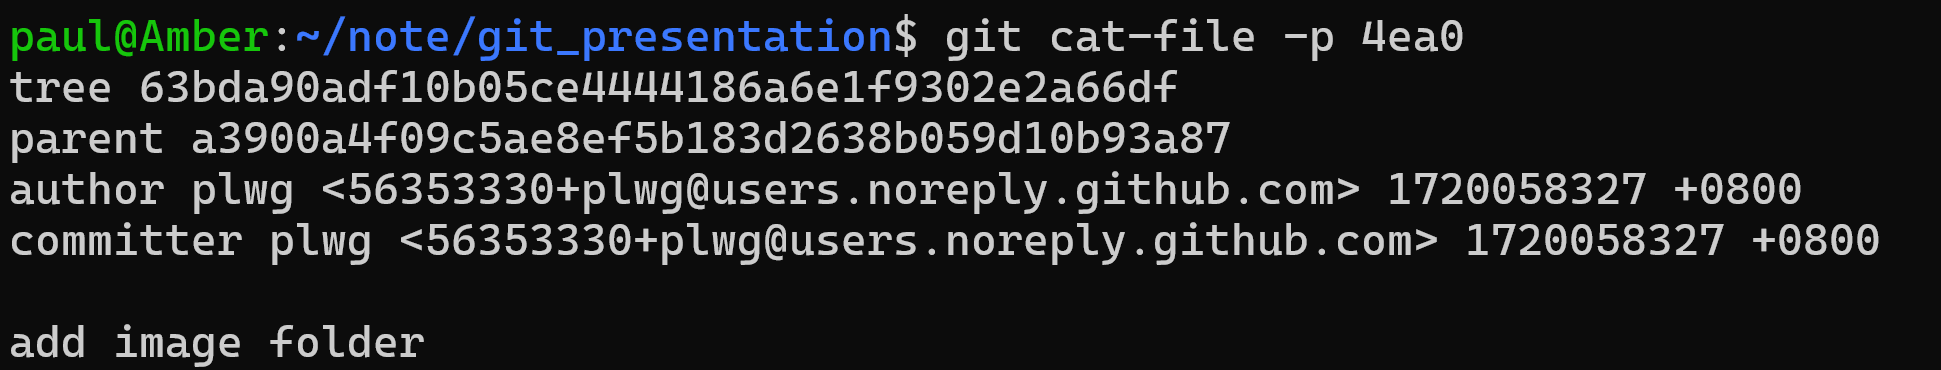 paul@Amber:~/note/git_presentation$ git cat-file -p 4ea0
tree 63bda90adf10b05ce4444186a6e1f9302e2a66df
parent a3900a4f09c5ae8ef5b183d2638b059d10b93a87
author plwg <56353330+plwg@users.noreply.github.com> 1720058327 +0800
committer plwg <56353330+plwg@users.noreply.github.com> 1720058327 +0800

add image folder